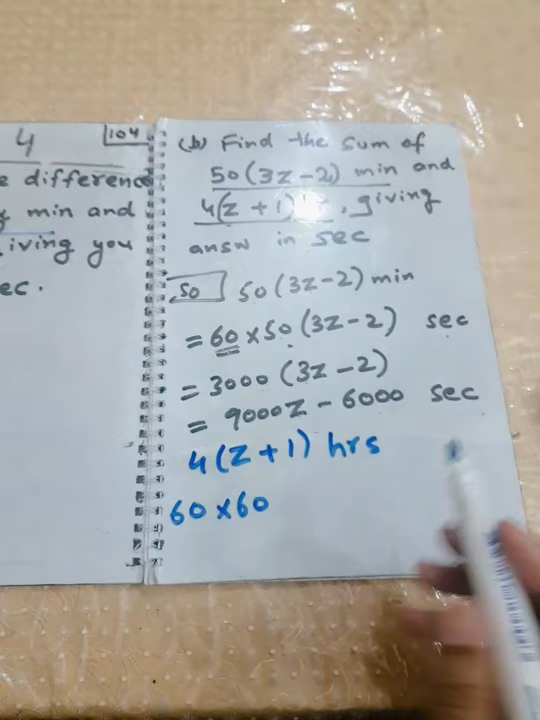 4
104
difference
min and
giving you
ec.
(b) Find the sum of
50(3z-2) min and
4(z+1) , giving
answ in sec
So 50(3z-2) min
= 60 x 50 (3z-2) sec
= 3000 (3z-2)
= 9000z - 6000 sec
4(z+1) hrs
60 x 60